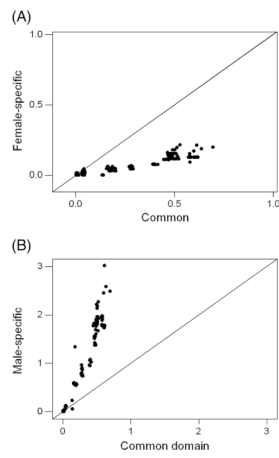 (A)
1.0
0.5
0.0
Female-specific
0.0 0.5 1.0
Common
(B)
3
2
1
0
Male-specific
0 1 2 3
Common domain